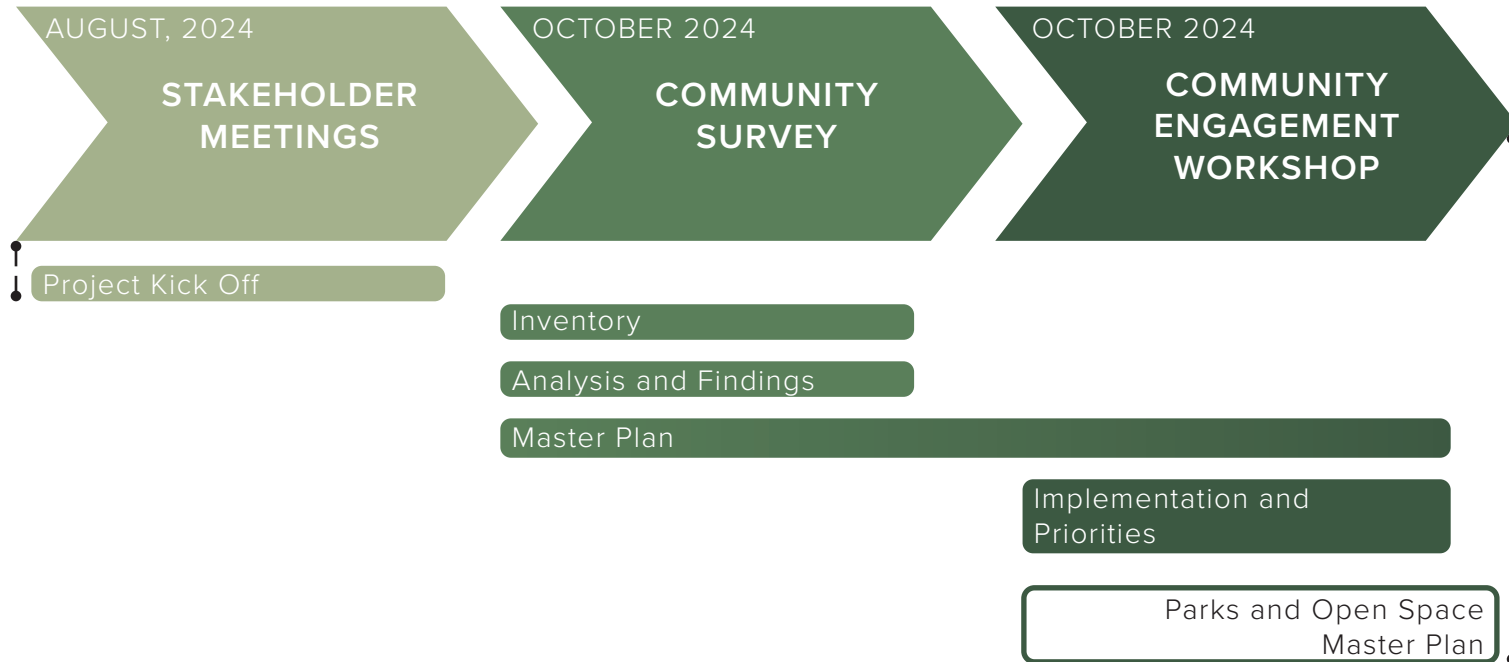 AUGUST, 2024
STAKEHOLDER
MEETINGS
OCTOBER 2024
COMMUNITY
SURVEY
OCTOBER 2024
COMMUNITY
ENGAGEMENT
WORKSHOP
Project Kick Off
Inventory
Analysis and Findings
Master Plan
Implementation and
Priorities
Parks and Open Space
Master Plan